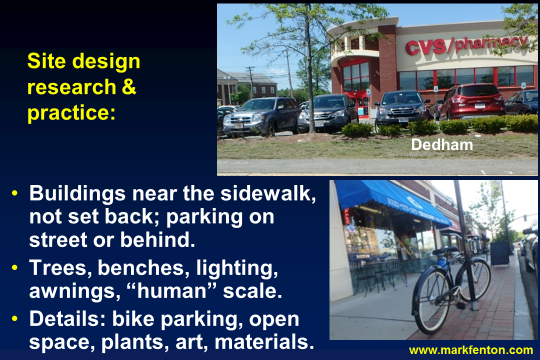 Site design
research &
practice:
CVS/pharmacy
Dedham
• Buildings near the sidewalk,
not set back; parking on
street or behind.
• Trees, benches, lighting,
awnings, “human” scale.
• Details: bike parking, open
space, plants, art, materials.
www.markfenton.com